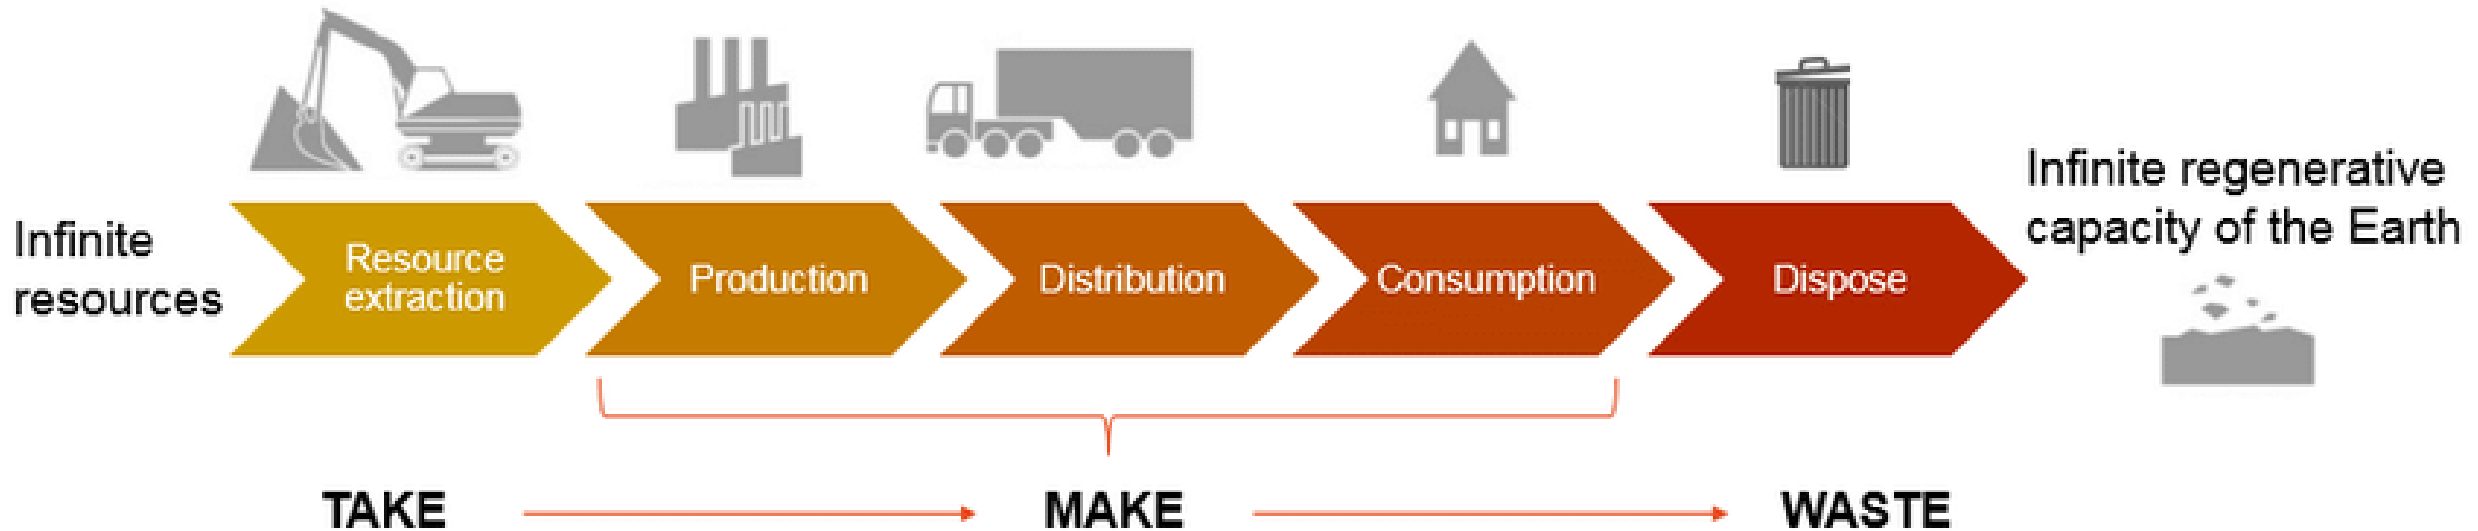 Infinite
resources
Resource
extraction
Production
Distribution
Consumption
Dispose
Infinite regenerative
capacity of the Earth
TAKE
MAKE
WASTE